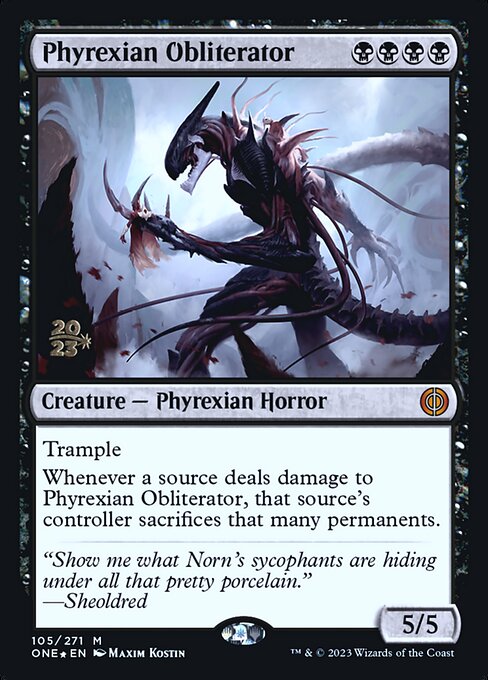 Phyrexian Obliterator
20
23
Creature — Phyrexian Horror
Trample
Whenever a source deals damage to
Phyrexian Obliterator, that source's
controller sacrifices that many permanents.
“Show me what Norn's sycophants are hiding
under all that pretty porcelain.”
—Sheoldred
5/5
105/271 M
ONE★EN Maxim Kostin
™ & © 2023 Wizards of the Coast